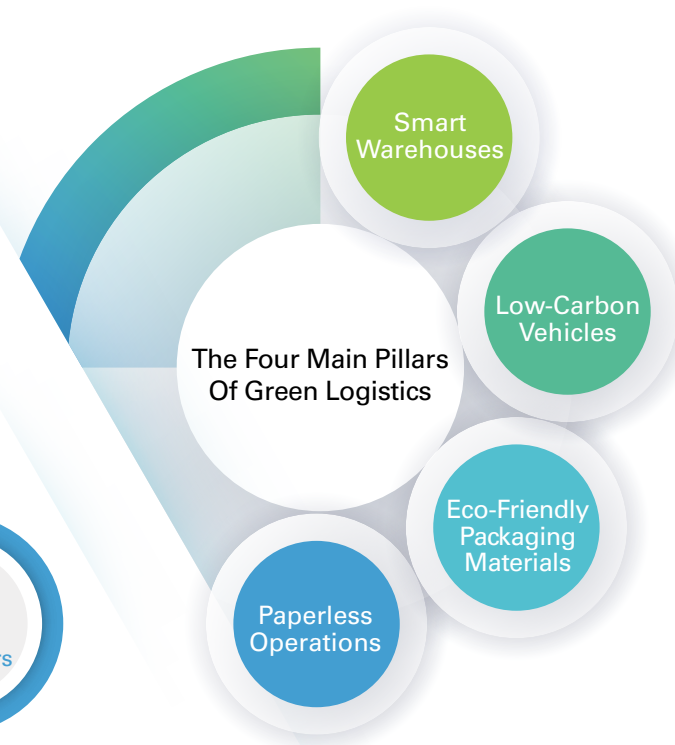 Smart
Warehouses
Low-Carbon
Vehicles
The Four Main Pillars
Of Green Logistics
Eco-Friendly
Packaging
Materials
Paperless
Operations